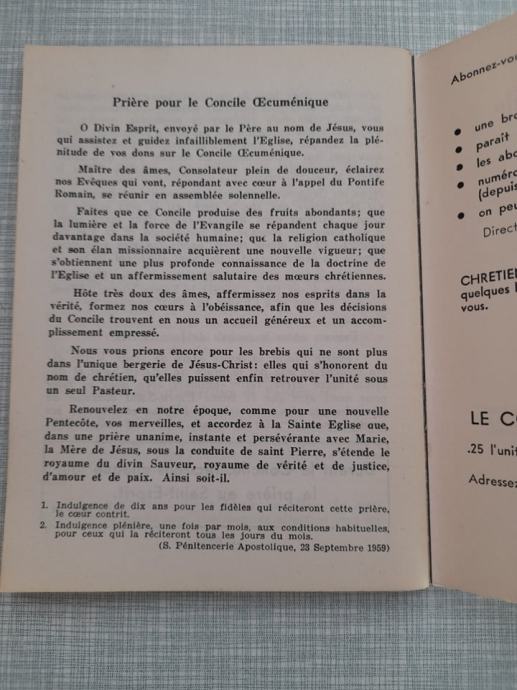 Prière pour le Concile Œcuménique
O Divin Esprit, envoyé par le Père au nom de Jésus, vous
qui assistez et guidez infailliblement l'Eglise, répandez la plé-
nitude de vos dons sur le Concile Œcuménique.
Maître des âmes, Consolateur plein de douceur, éclairez
nos Evêques qui vont, répondant avec cœur à l'appel du Pontife
Romain, se réunir en assemblée solennelle.
Faites que ce Concile produise des fruits abondants; que
la lumière et la force de l'Evangile se répandent chaque jour
davantage dans la société humaine; que la religion catholique
et son élan missionnaire acquièrent une nouvelle vigueur; que
s'obtiennent une plus profonde connaissance de la doctrine de
l'Eglise et un affermissement salutaire des mœurs chrétiennes.
Hôte très doux des âmes, affermissez nos esprits dans la
vérité, formez nos cœurs à l'obéissance, afin que les décisions
du Concile trouvent en nous un accueil généreux et un accom-
plissement empressé.
Nous vous prions encore pour les brebis qui ne sont plus
dans l'unique bergerie de Jésus-Christ: elles qui s'honorent du
nom de chrétien, qu'elles puissent enfin retrouver l'unité sous
un seul Pasteur.
Renouvelez en notre époque, comme pour une nouvelle
Pentecôte, vos merveilles, et accordez à la Sainte Eglise que,
dans une prière unanime, instante et persévérante avec Marie,
la Mère de Jésus, sous la conduite de saint Pierre, s'étende le
royaume du divin Sauveur, royaume de vérité et de justice,
d'amour et de paix. Ainsi soit-il.
1. Indulgence de dix ans pour les fidèles qui réciteront cette prière,
le cœur contrit.
2. Indulgence plénière, une fois par mois, aux conditions habituelles,
pour ceux qui la réciteront tous les jours du mois.
(S. Pénitencerie Apostolique, 23 Septembre 1959)
Abonnez-vou
• une bro
• paraît
• les abo
• numéro
(depuis
• on peu
Direct
CHRETIEN
quelques l
vous.
LE C
.25 l'unit
Adressez